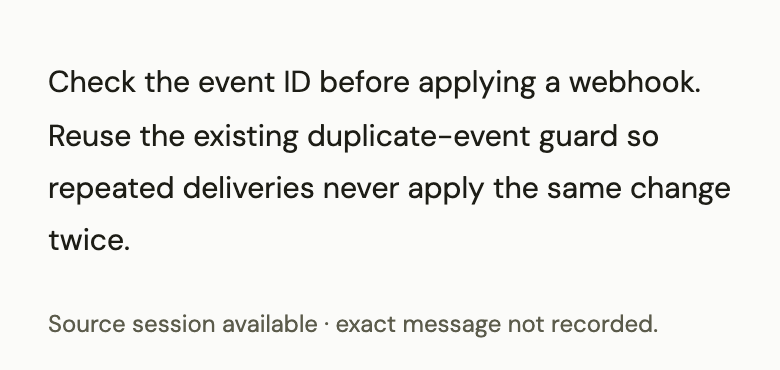 Check the event ID before applying a webhook.
Reuse the existing duplicate-event guard so
repeated deliveries never apply the same change
twice.
Source session available · exact message not recorded.